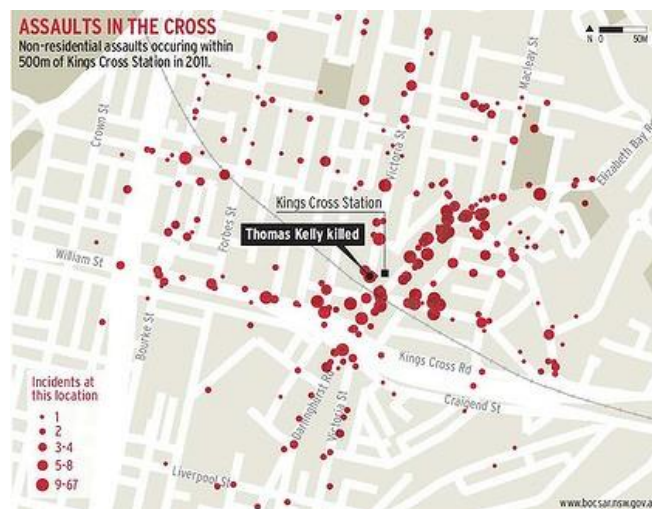 ASSAULTS IN THE CROSS
Non-residential assaults occuring within
500m of Kings Cross Station in 2011.
N 0 50M
Macleay St
Crown St
Victoria St
Elizabeth Bay Rd
Kings Cross Station
Forbes St
Thomas Kelly killed
William St
Bourke St
Kings Cross Rd
Incidents at
this location
1
2
3-4
5-8
9-67
Darlinghurst Rd
Victoria St
Craigend St
Liverpool St
www.bocsar.nsw.gov.a